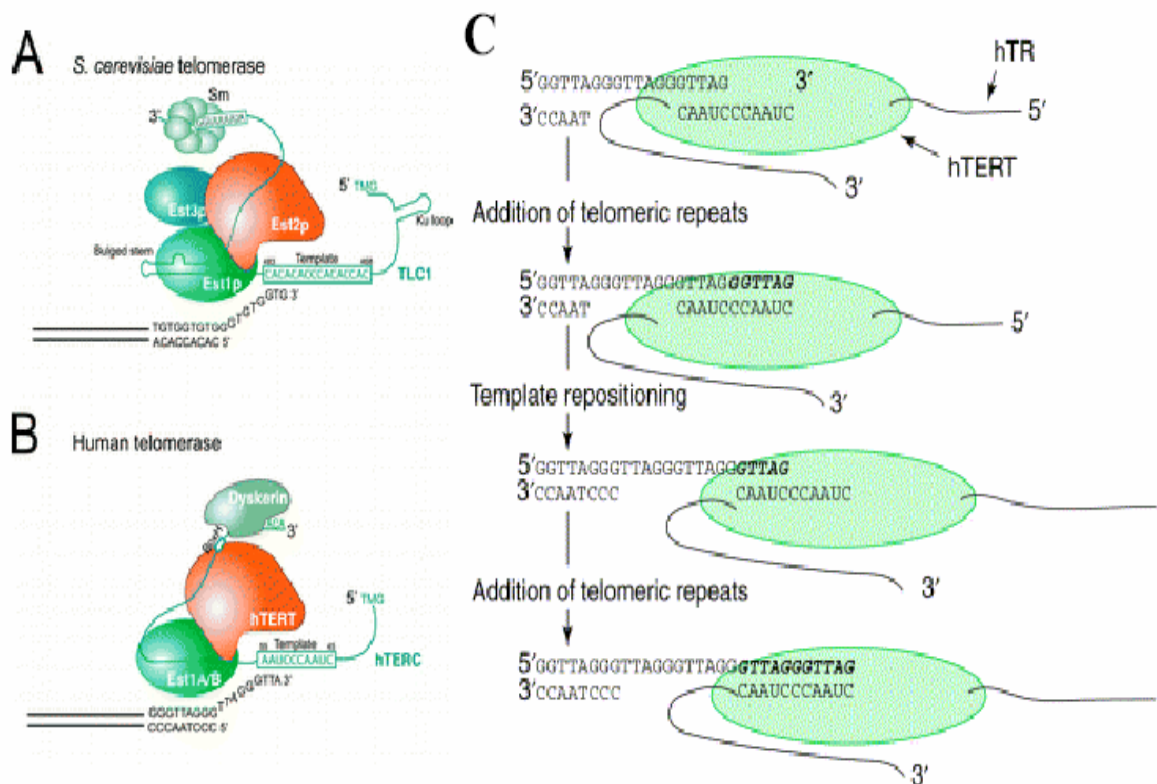 A
S. cerevisiae telomerase
Sm
3'
5' TMG
Est3p
Est2p
Ku loop
Bulged stem
Template
Est1p
CACACACCCACACCAC
TLC1
GTG 3'
TGTGGTGTGG
ACACCACAC 5'
B
Human telomerase
Dyskerin
3'
hTERT
5' TMG
Template
AAUCCCAAUC
hTERC
Est1A/B
GTTA 3'
GGGTTAGGG
CCCAATCCC 5'
C
hTR
5'GGTTAGGGTTAGGGTTAG
3'
3'CCAAT
CAAUCCCAAUC
5'
hTERT
3'
Addition of telomeric repeats
5'GGTTAGGGTTAGGGTTAGGGTTAG
3'CCAAT
CAAUCCCAAUC
5'
3'
Template repositioning
5'GGTTAGGGTTAGGGTTAGGGTTAG
3'CCAATCCC
CAAUCCCAAUC
3'
Addition of telomeric repeats
5'GGTTAGGGTTAGGGTTAGGGTTAGGGTTAG
3'CCAATCCC
CAAUCCCAAUC
3'